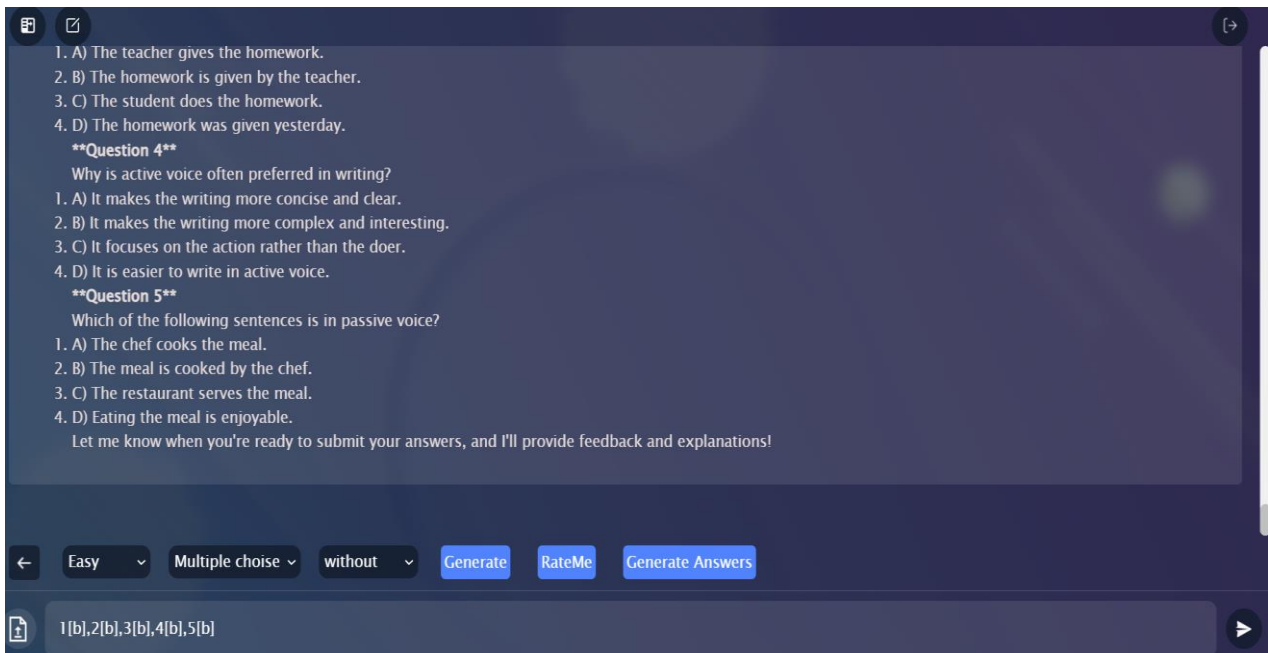 1. A) The teacher gives the homework.
2. B) The homework is given by the teacher.
3. C) The student does the homework.
4. D) The homework was given yesterday.
**Question 4**
Why is active voice often preferred in writing?
1. A) It makes the writing more concise and clear.
2. B) It makes the writing more complex and interesting.
3. C) It focuses on the action rather than the doer.
4. D) It is easier to write in active voice.
**Question 5**
Which of the following sentences is in passive voice?
1. A) The chef cooks the meal.
2. B) The meal is cooked by the chef.
3. C) The restaurant serves the meal.
4. D) Eating the meal is enjoyable.
Let me know when you're ready to submit your answers, and I'll provide feedback and explanations!
Easy Multiple choise without Generate RateMe Generate Answers
1[b],2[b],3[b],4[b],5[b]